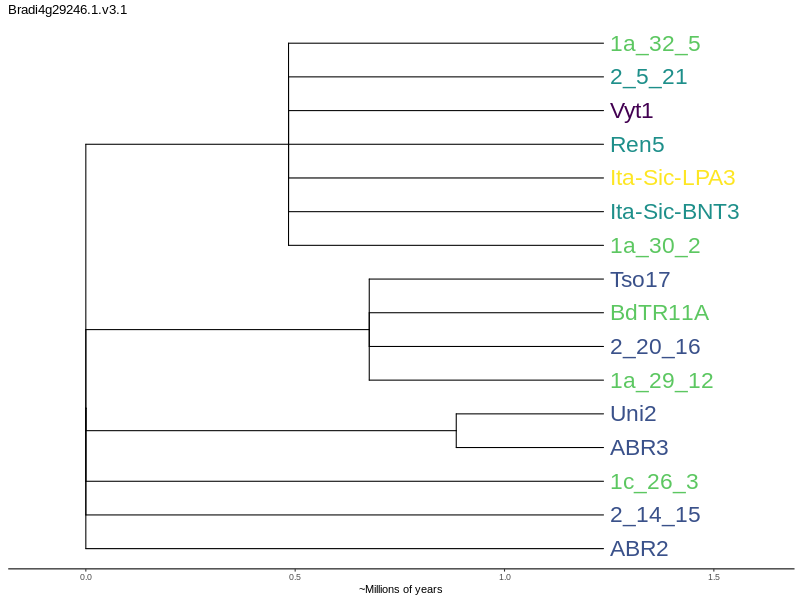 Bradi4g29246.1.v3.1
1a_32_5
2_5_21
Vyt1
Ren5
Ita-Sic-LPA3
Ita-Sic-BNT3
1a_30_2
Tso17
BdTR11A
2_20_16
1a_29_12
Uni2
ABR3
1c_26_3
2_14_15
ABR2
0.0 0.5 1.0 1.5
~Millions of years